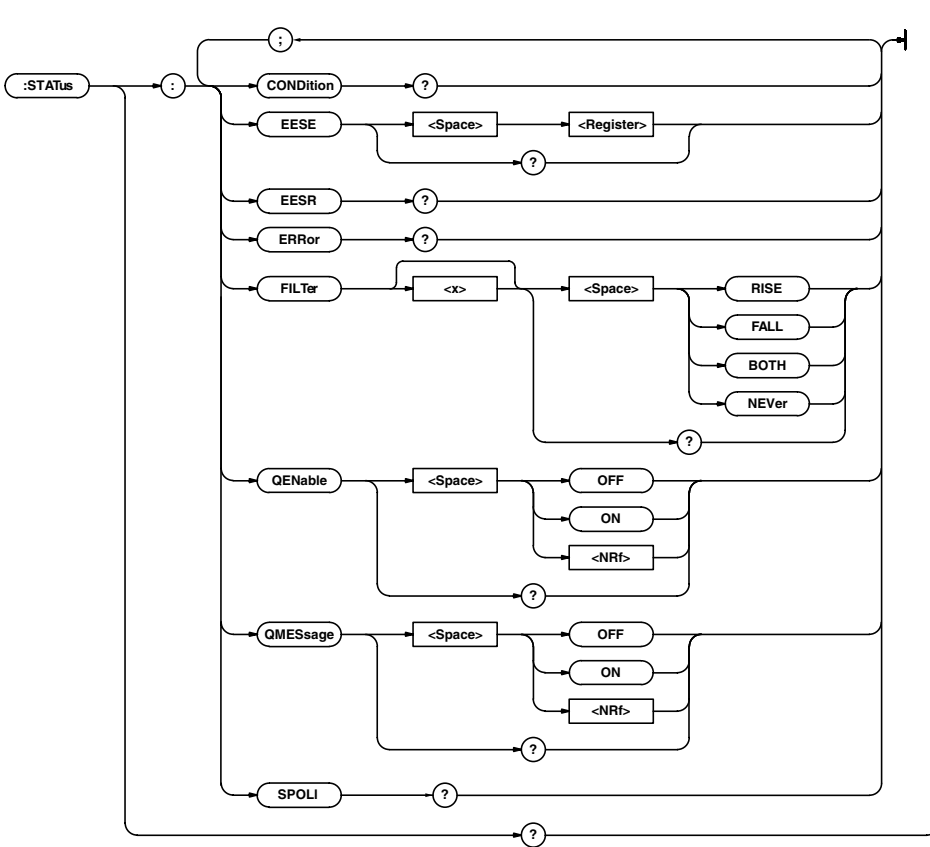 ;
:STATus : CONDition ?
EESE <Space> <Register>
?
EESR ?
ERRor ?
FILTer <x> <Space> RISE
FALL
BOTH
NEVer
?
QENable <Space> OFF
ON
<NRf>
?
QMESsage <Space> OFF
ON
<NRf>
?
SPOLl ?
?